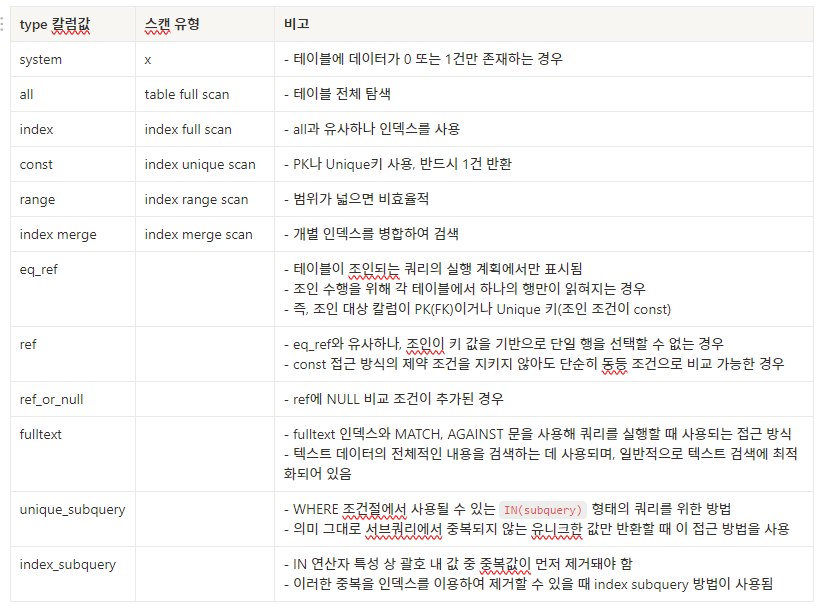 type 칼럼값 스캔 유형 비고
system x - 테이블에 데이터가 0 또는 1건만 존재하는 경우
all table full scan - 테이블 전체 탐색
index index full scan - all과 유사하나 인덱스를 사용
const index unique scan - PK나 Unique키 사용, 반드시 1건 반환
range index range scan - 범위가 넓으면 비효율적
index merge index merge scan - 개별 인덱스를 병합하여 검색
eq_ref - 테이블이 조인되는 쿼리의 실행 계획에서만 표시됨
- 조인 수행을 위해 각 테이블에서 하나의 행만이 읽혀지는 경우
- 즉, 조인 대상 칼럼이 PK(FK)이거나 Unique 키(조인 조건이 const)
ref - eq_ref와 유사하나, 조인이 키 값을 기반으로 단일 행을 선택할 수 없는 경우
- const 접근 방식의 제약 조건을 지키지 않아도 단순히 동등 조건으로 비교 가능한 경우
ref_or_null - ref에 NULL 비교 조건이 추가된 경우
fulltext - fulltext 인덱스와 MATCH, AGAINST 문을 사용해 쿼리를 실행할 때 사용되는 접근 방식
- 텍스트 데이터의 전체적인 내용을 검색하는 데 사용되며, 일반적으로 텍스트 검색에 최적
화되어 있음
unique_subquery - WHERE 조건절에서 사용될 수 있는 IN(subquery) 형태의 쿼리를 위한 방법
- 의미 그대로 서브쿼리에서 중복되지 않는 유니크한 값만 반환할 때 이 접근 방법을 사용
index_subquery - IN 연산자 특성 상 괄호 내 값 중 중복값이 먼저 제거돼야 함
- 이러한 중복을 인덱스를 이용하여 제거할 수 있을 때 index subquery 방법이 사용됨